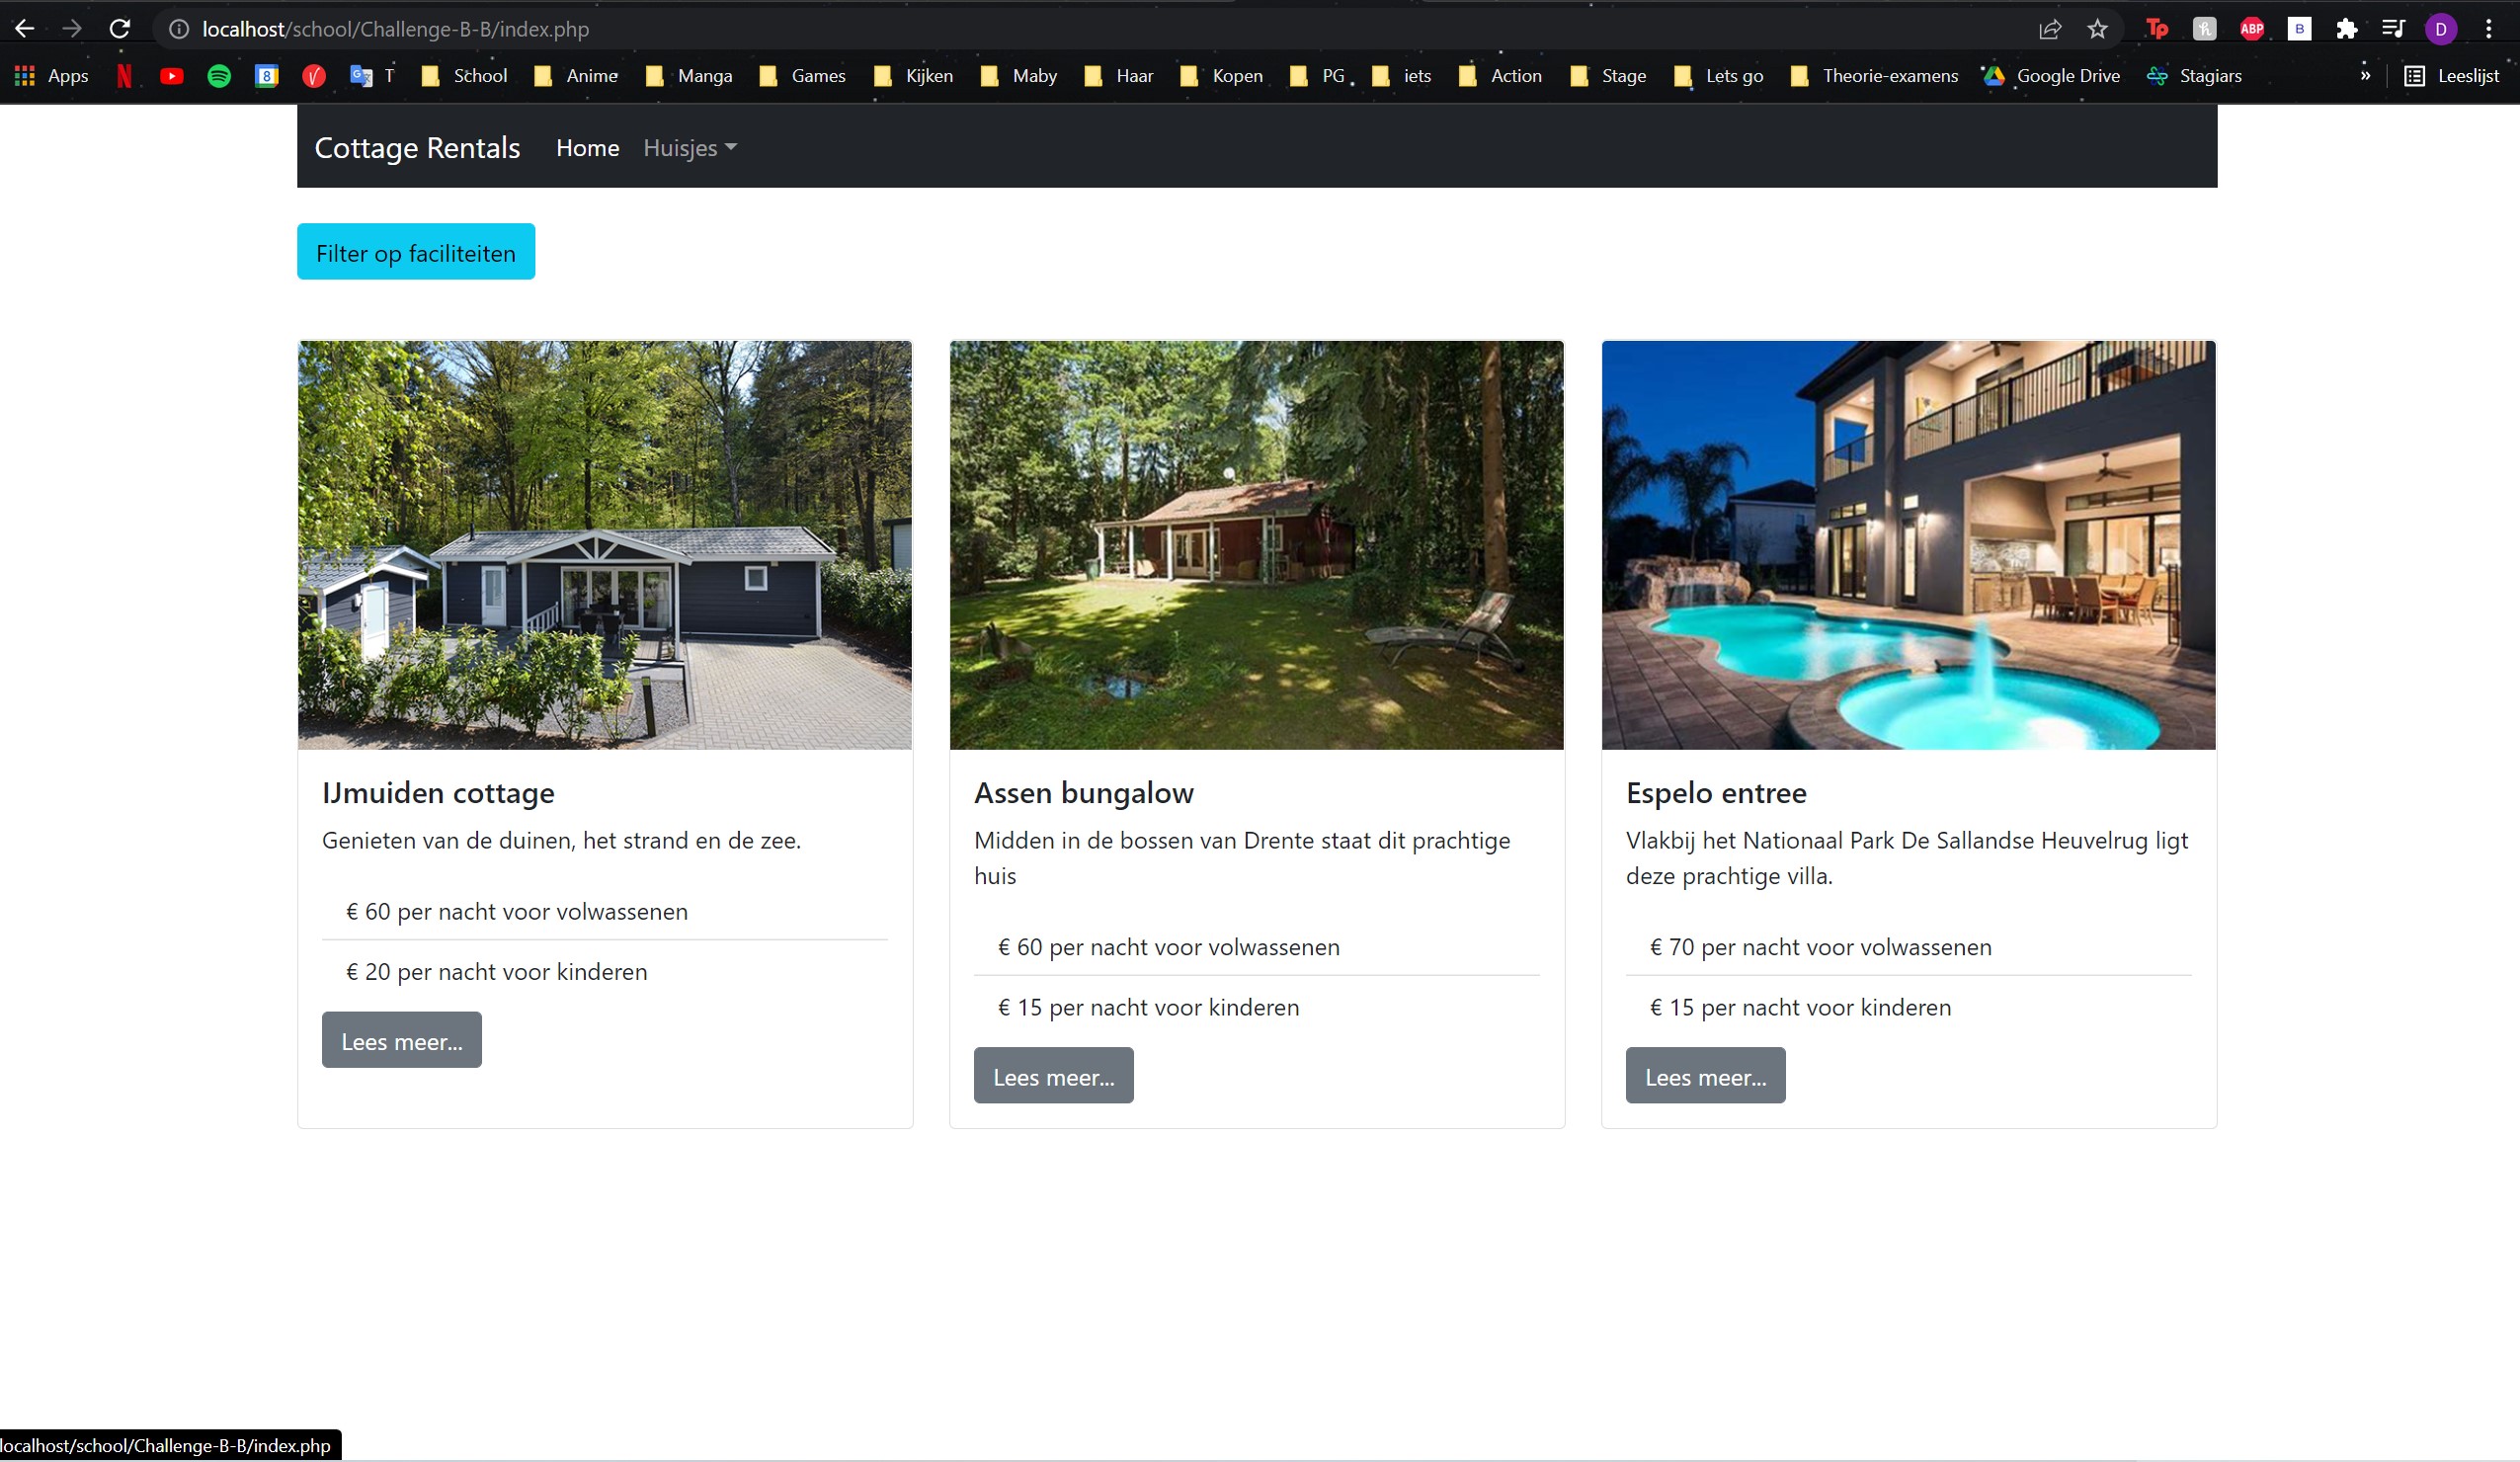 localhost/school/Challenge-B-B/index.php
Tp
h
ABP
B
D
Apps
N
8
V
G
T
School
Anime
Manga
Games
Kijken
Maby
Haar
Kopen
PG
iets
Action
Stage
Lets go
Theorie-examens
Google Drive
Stagiars
»
Leeslijst
Cottage Rentals
Home
Huisjes
Filter op faciliteiten
IJmuiden cottage
Genieten van de duinen, het strand en de zee.
€ 60 per nacht voor volwassenen
€ 20 per nacht voor kinderen
Lees meer...
Assen bungalow
Midden in de bossen van Drente staat dit prachtige
huis
€ 60 per nacht voor volwassenen
€ 15 per nacht voor kinderen
Lees meer...
Espelo entree
Vlakbij het Nationaal Park De Sallandse Heuvelrug ligt
deze prachtige villa.
€ 70 per nacht voor volwassenen
€ 15 per nacht voor kinderen
Lees meer...
localhost/school/Challenge-B-B/index.php